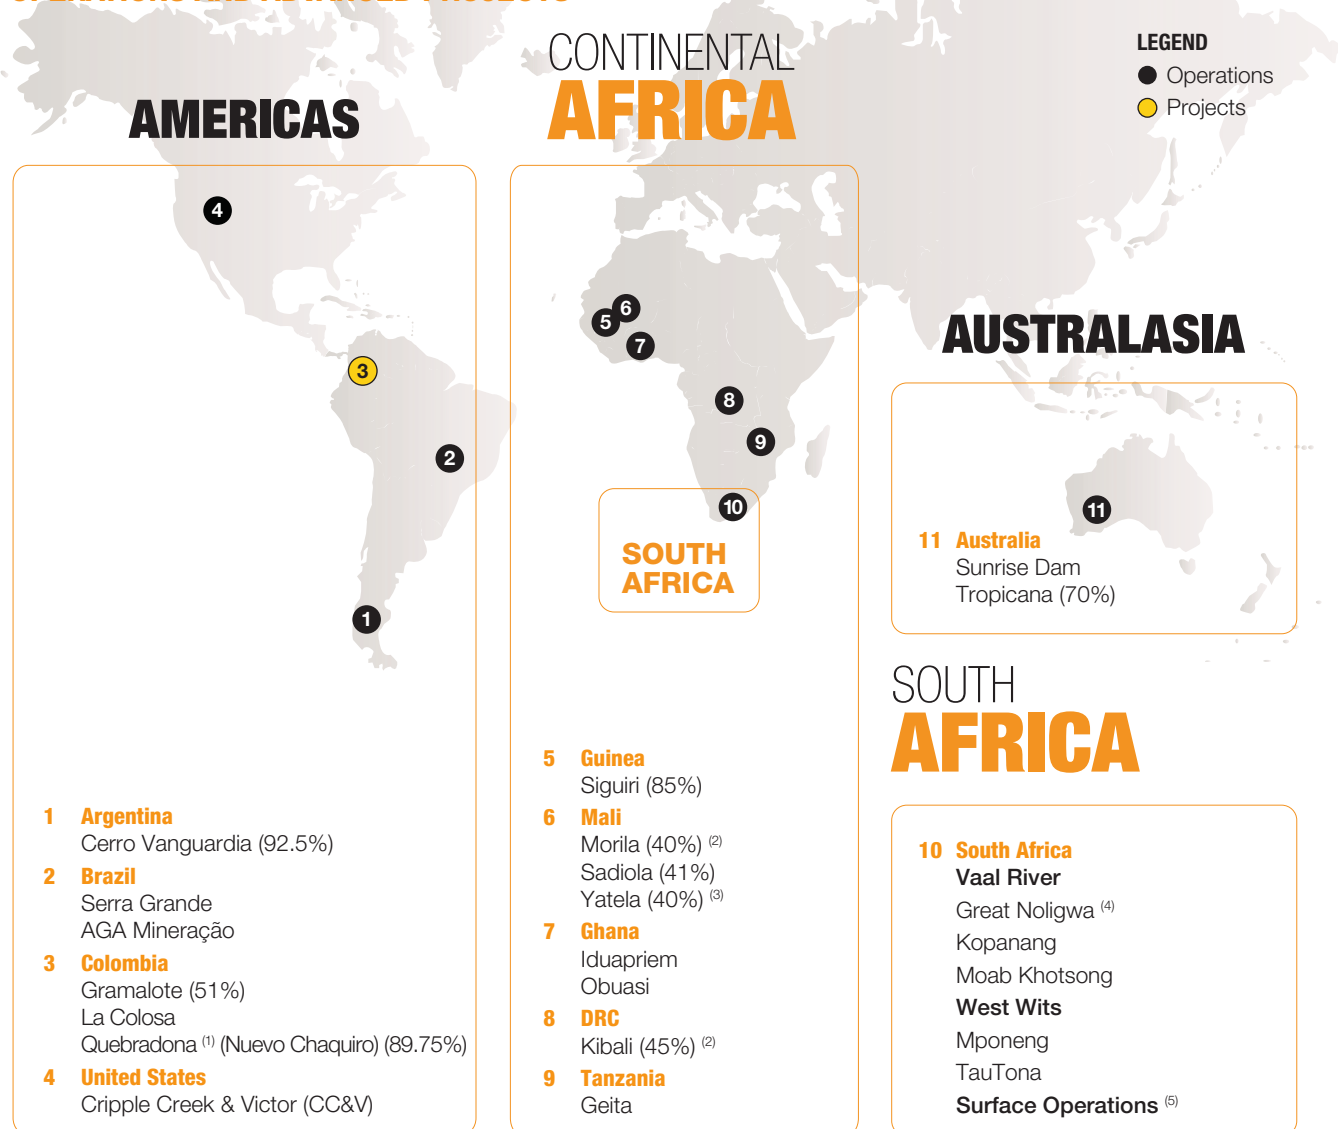 OPERATIONS AND ADVANCED PROJECTS
CONTINENTAL
AFRICA
LEGEND
Operations
Projects
AMERICAS
4
3
2
1
1 Argentina
Cerro Vanguardia (92.5%)
2 Brazil
Serra Grande
AGA Mineração
3 Colombia
Gramalote (51%)
La Colosa
Quebradona (1) (Nuevo Chaquiro) (89.75%)
4 United States
Cripple Creek & Victor (CC&V)
6
5
7
8
9
10
SOUTH
AFRICA
5 Guinea
Siguiri (85%)
6 Mali
Morila (40%) (2)
Sadiola (41%)
Yatela (40%) (3)
7 Ghana
Iduapriem
Obuasi
8 DRC
Kibali (45%) (2)
9 Tanzania
Geita
AUSTRALASIA
11
11 Australia
Sunrise Dam
Tropicana (70%)
SOUTH
AFRICA
10 South Africa
Vaal River
Great Noligwa (4)
Kopanang
Moab Khotsong
West Wits
Mponeng
TauTona
Surface Operations (5)